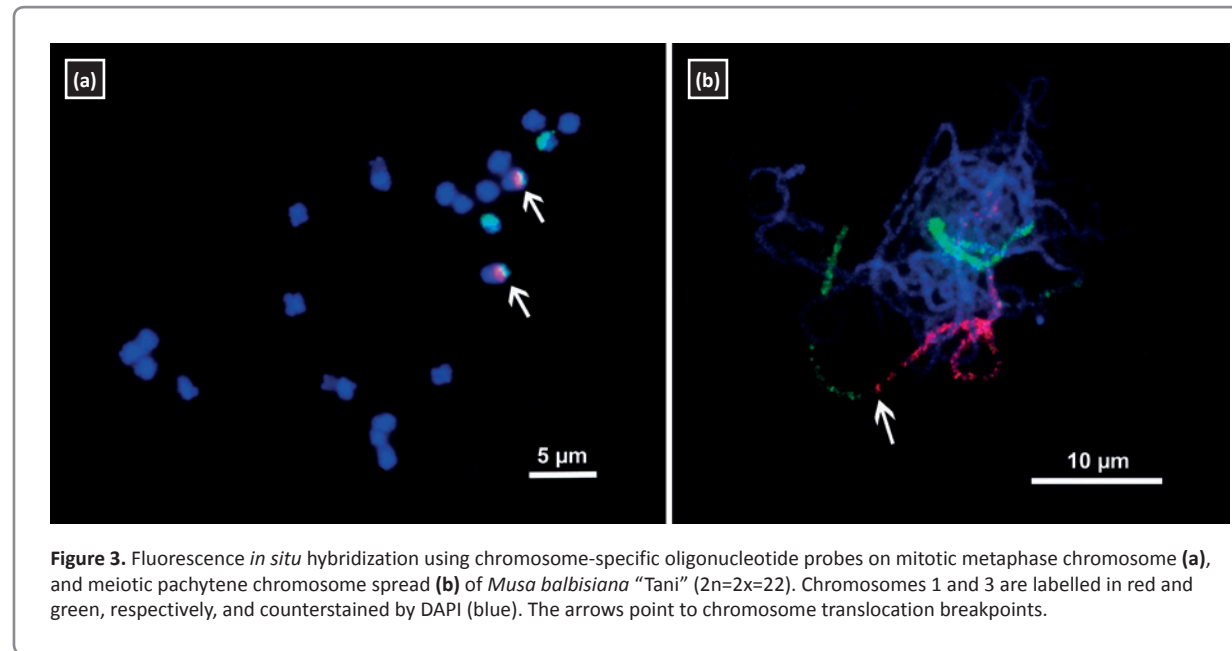 (a)
(b)
5 µm
10 µm
Figure 3. Fluorescence in situ hybridization using chromosome-specific oligonucleotide probes on mitotic metaphase chromosome (a),
and meiotic pachytene chromosome spread (b) of Musa balbisiana “Tani” (2n=2x=22). Chromosomes 1 and 3 are labelled in red and
green, respectively, and counterstained by DAPI (blue). The arrows point to chromosome translocation breakpoints.